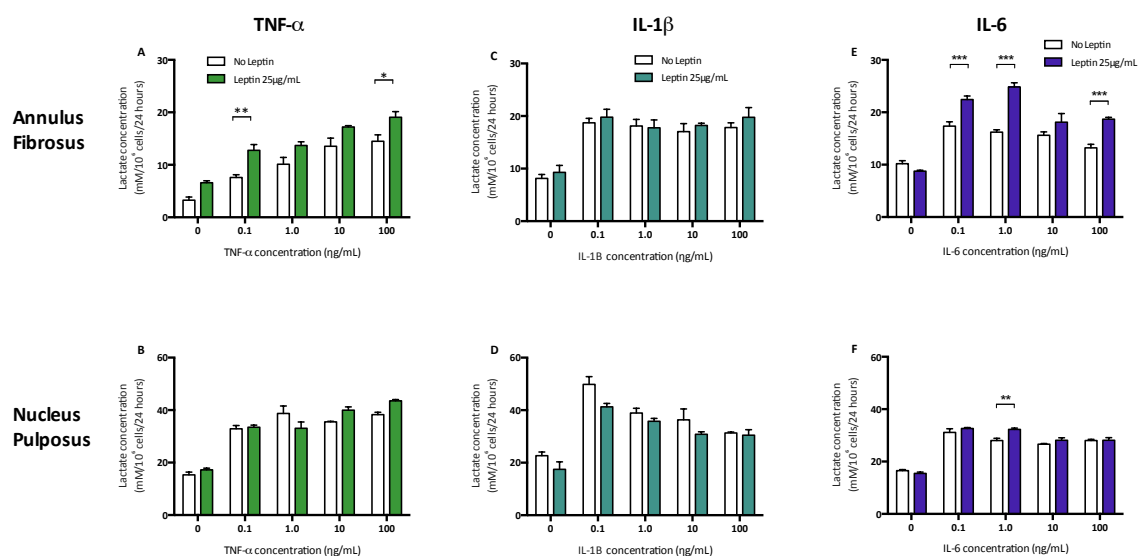 TNF-α
IL-1β
IL-6
Annulus
Fibrosus
Nucleus
Pulposus
A
No Leptin
Leptin 25µg/mL
Lactate concentration
(mM/10⁶ cells/24 hours)
30
20
10
0
**
*
0 0.1 1.0 10 100
TNF-α concentration (ηg/mL)
C
No Leptin
Leptin 25µg/mL
Lactate concentration
(mM/10⁶ cells/24 hours)
30
20
10
0
0 0.1 1.0 10 100
IL-1B concentration (ηg/mL)
E
No Leptin
Leptin 25µg/mL
Lactate concentration
(mM/10⁶ cells/24 hours)
30
20
10
0
***
***
***
0 0.1 1.0 10 100
IL-6 concentration (ηg/mL)
B
Lactate concentration
(mM/10⁶ cells/24 hours)
60
40
20
0
0 0.1 1.0 10 100
TNF-α concentration (ηg/mL)
D
Lactate concentration
(mM/10⁶ cells/24 hours)
60
40
20
0
0 0.1 1.0 10 100
IL-1B concentration (ηg/mL)
F
Lactate concentration
(mM/10⁶ cells/24 hours)
60
40
20
0
**
0 0.1 1.0 10 100
IL-6 concentration (ηg/mL)